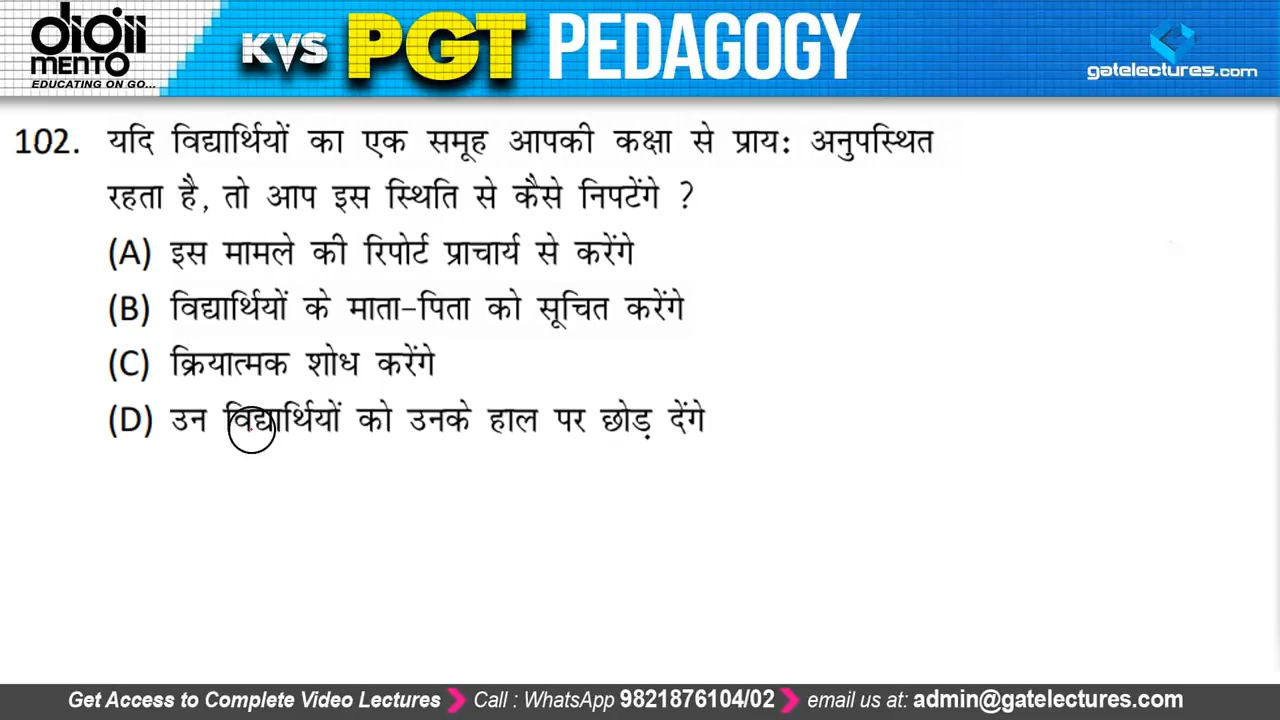 digii
MENTO
EDUCATING ON GO...
KVS PGT PEDAGOGY
gatelectures.com
102. यदि विद्यार्थियों का एक समूह आपकी कक्षा से प्राय: अनुपस्थित
रहता है, तो आप इस स्थिति से कैसे निपटेंगे ?
(A) इस मामले की रिपोर्ट प्राचार्य से करेंगे
(B) विद्यार्थियों के माता-पिता को सूचित करेंगे
(C) क्रियात्मक शोध करेंगे
(D) उन विद्यार्थियों को उनके हाल पर छोड़ देंगे
Get Access to Complete Video Lectures Call : WhatsApp 9821876104/02 email us at: admin@gatelectures.com